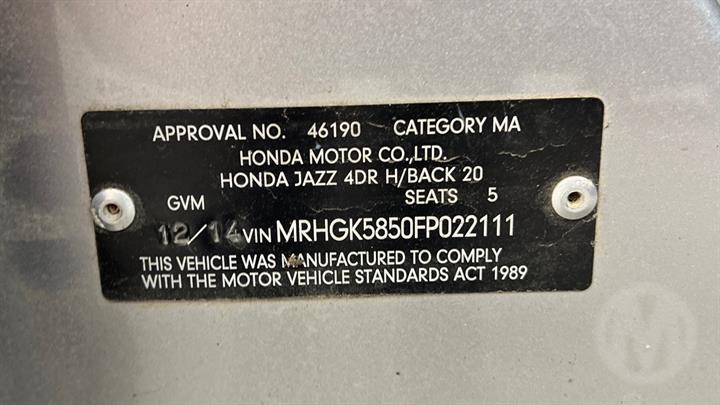 APPROVAL NO. 46190 CATEGORY MA
HONDA MOTOR CO.,LTD.
HONDA JAZZ 4DR H/BACK 20
GVM SEATS 5
12/14 VIN MRHGK5850FP022111
THIS VEHICLE WAS MANUFACTURED TO COMPLY
WITH THE MOTOR VEHICLE STANDARDS ACT 1989
M